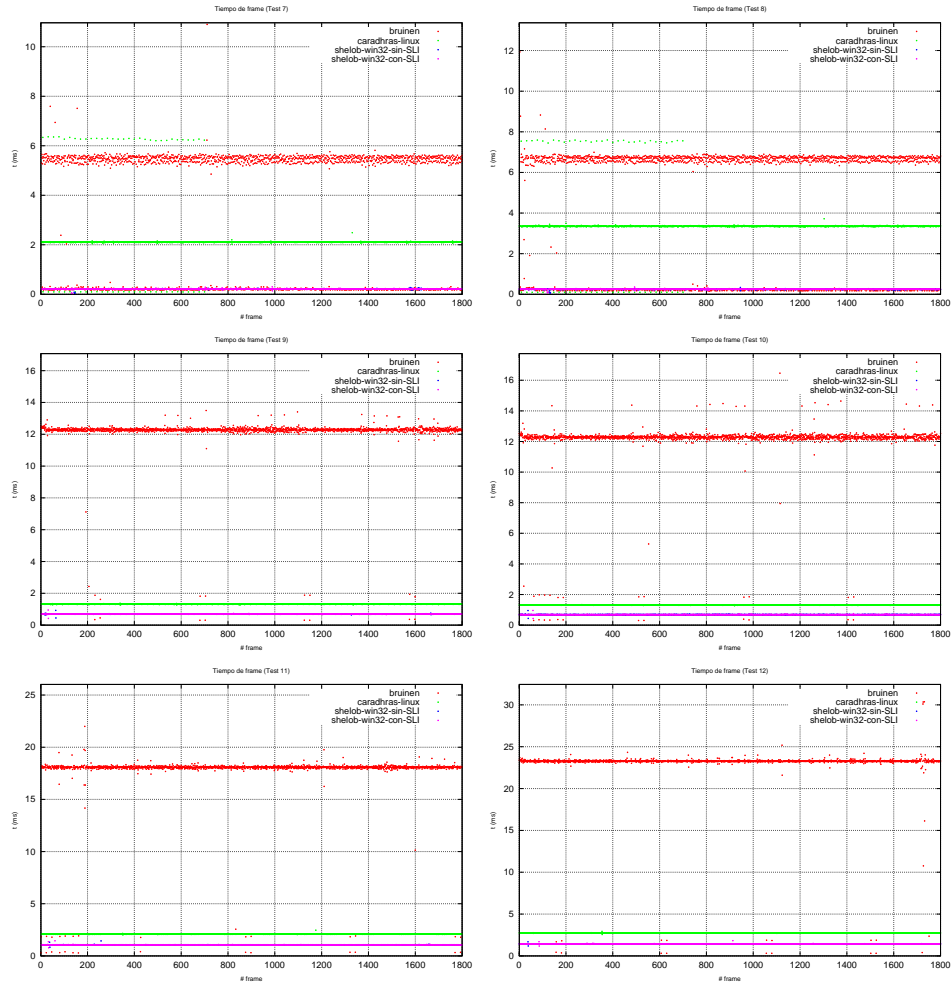 Tiempo de frame (Test 7)
bruinen
caradhras-linux
shelob-win32-sin-SLI
shelob-win32-con-SLI
10
8
6
4
2
0
t (ms)
0 200 400 600 800 1000 1200 1400 1600 1800
# frame
Tiempo de frame (Test 8)
bruinen
caradhras-linux
shelob-win32-sin-SLI
shelob-win32-con-SLI
12
10
8
6
4
2
0
t (ms)
0 200 400 600 800 1000 1200 1400 1600 1800
# frame
Tiempo de frame (Test 9)
bruinen
caradhras-linux
shelob-win32-sin-SLI
shelob-win32-con-SLI
16
14
12
10
8
6
4
2
0
t (ms)
0 200 400 600 800 1000 1200 1400 1600 1800
# frame
Tiempo de frame (Test 10)
bruinen
caradhras-linux
shelob-win32-sin-SLI
shelob-win32-con-SLI
16
14
12
10
8
6
4
2
0
t (ms)
0 200 400 600 800 1000 1200 1400 1600 1800
# frame
Tiempo de frame (Test 11)
bruinen
caradhras-linux
shelob-win32-sin-SLI
shelob-win32-con-SLI
25
20
15
10
5
0
t (ms)
0 200 400 600 800 1000 1200 1400 1600 1800
# frame
Tiempo de frame (Test 12)
bruinen
caradhras-linux
shelob-win32-sin-SLI
shelob-win32-con-SLI
30
25
20
15
10
5
0
t (ms)
0 200 400 600 800 1000 1200 1400 1600 1800
# frame